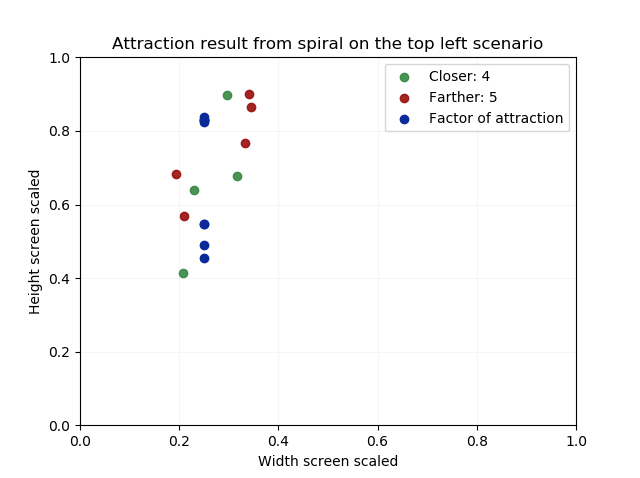 Attraction result from spiral on the top left scenario
Closer: 4
Farther: 5
Factor of attraction
Height screen scaled
1.0
0.8
0.6
0.4
0.2
0.0
0.0 0.2 0.4 0.6 0.8 1.0
Width screen scaled